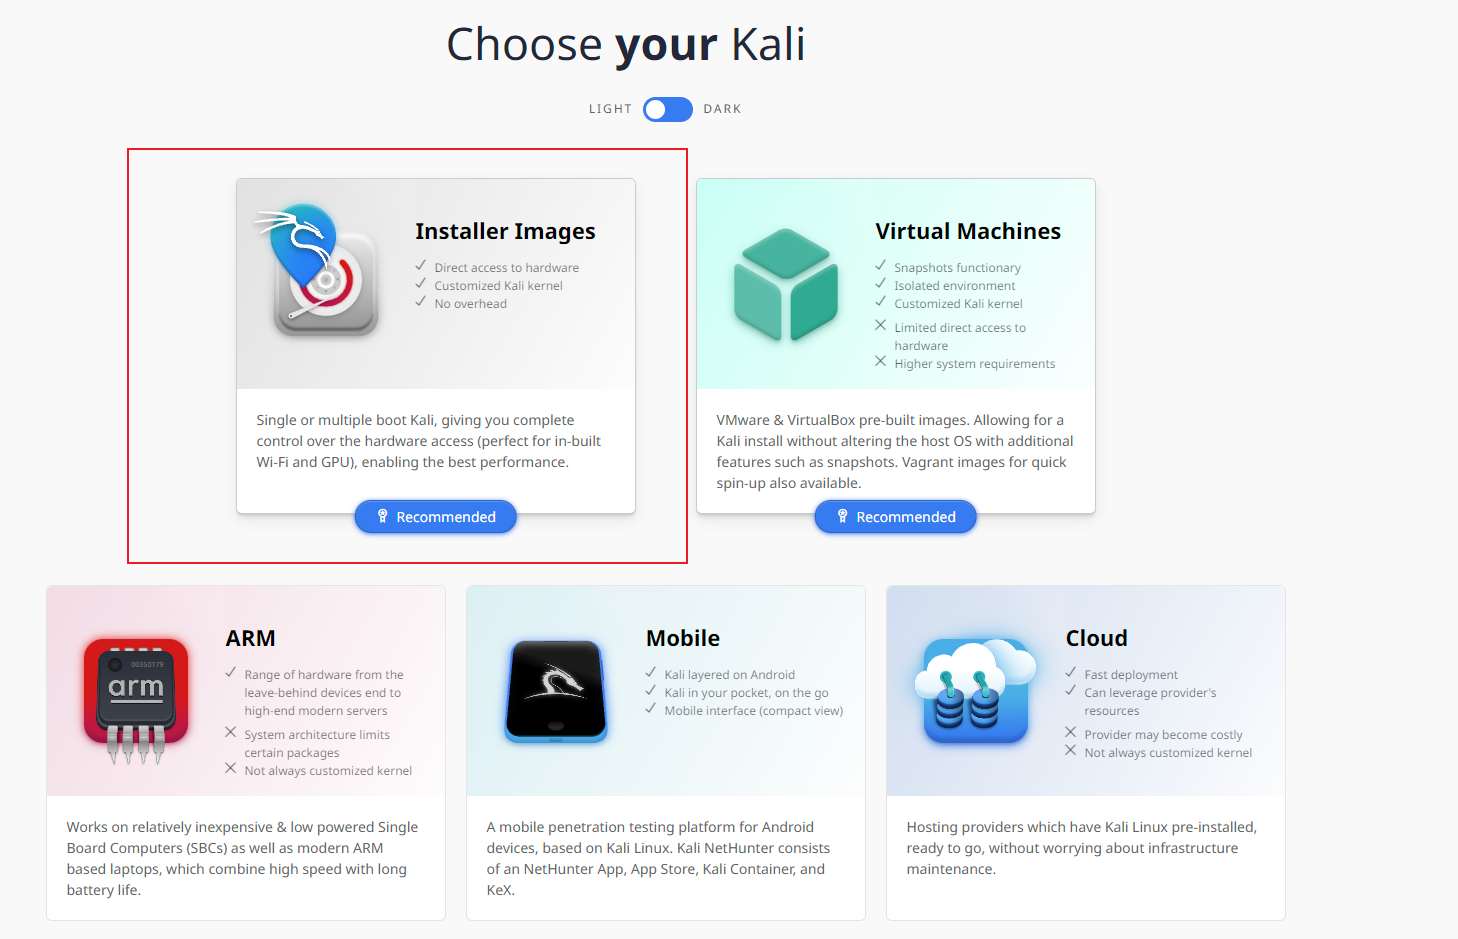 Choose your Kali
LIGHT DARK
Installer Images
Direct access to hardware
Customized Kali kernel
No overhead
Single or multiple boot Kali, giving you complete
control over the hardware access (perfect for in-built
Wi-Fi and GPU), enabling the best performance.
Recommended
Virtual Machines
Snapshots functionary
Isolated environment
Customized Kali kernel
Limited direct access to
hardware
Higher system requirements
VMware & VirtualBox pre-built images. Allowing for a
Kali install without altering the host OS with additional
features such as snapshots. Vagrant images for quick
spin-up also available.
Recommended
00350179
arm
ARM
Range of hardware from the
leave-behind devices end to
high-end modern servers
System architecture limits
certain packages
Not always customized kernel
Works on relatively inexpensive & low powered Single
Board Computers (SBCs) as well as modern ARM
based laptops, which combine high speed with long
battery life.
Mobile
Kali layered on Android
Kali in your pocket, on the go
Mobile interface (compact view)
A mobile penetration testing platform for Android
devices, based on Kali Linux. Kali NetHunter consists
of an NetHunter App, App Store, Kali Container, and
KeX.
Cloud
Fast deployment
Can leverage provider's
resources
Provider may become costly
Not always customized kernel
Hosting providers which have Kali Linux pre-installed,
ready to go, without worrying about infrastructure
maintenance.